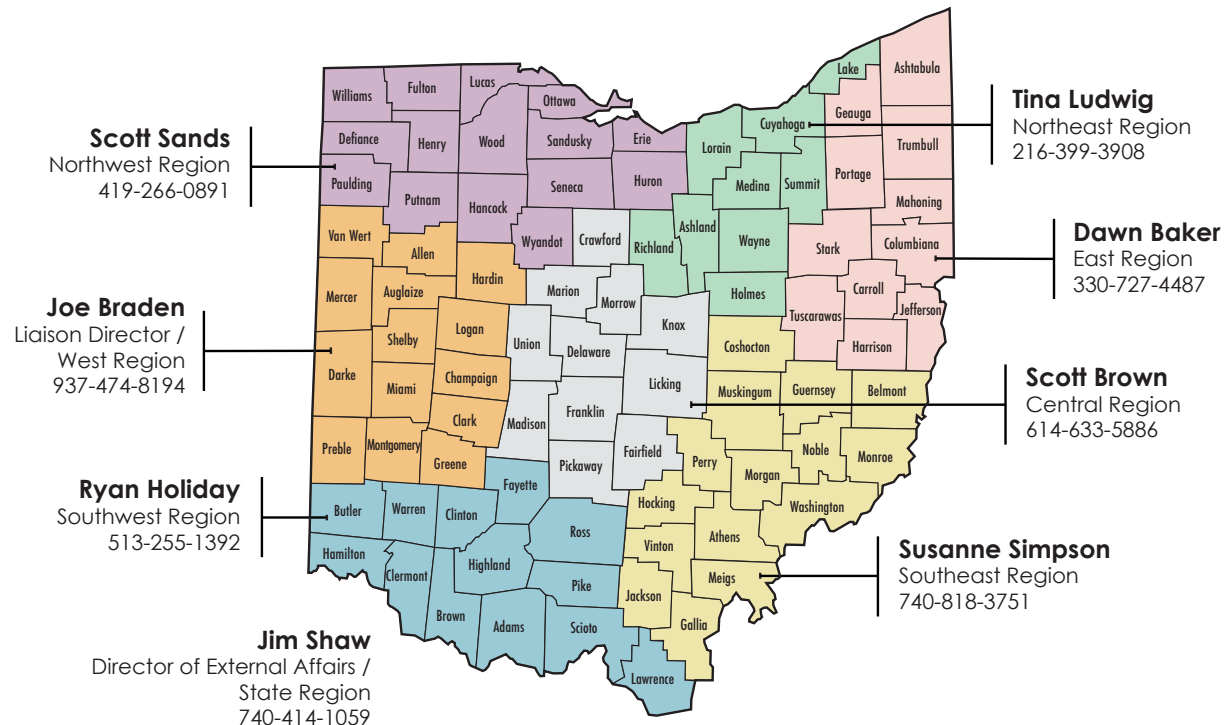 Scott Sands
Northwest Region
419-266-0891
Joe Braden
Liaison Director /
West Region
937-474-8194
Ryan Holiday
Southwest Region
513-255-1392
Jim Shaw
Director of External Affairs /
State Region
740-414-1059
Tina Ludwig
Northeast Region
216-399-3908
Dawn Baker
East Region
330-727-4487
Scott Brown
Central Region
614-633-5886
Susanne Simpson
Southeast Region
740-818-3751
Williams
Fulton
Lucas
Ottawa
Defiance
Henry
Wood
Sandusky
Erie
Paulding
Putnam
Hancock
Seneca
Huron
Wyandot
Lake
Ashtabula
Geauga
Cuyahoga
Lorain
Trumbull
Medina
Summit
Portage
Mahoning
Ashland
Wayne
Richland
Holmes
Stark
Columbiana
Carroll
Tuscarawas
Jefferson
Harrison
Van Wert
Allen
Hardin
Mercer
Auglaize
Logan
Shelby
Darke
Miami
Champaign
Clark
Preble
Montgomery
Greene
Crawford
Marion
Morrow
Knox
Union
Delaware
Licking
Madison
Franklin
Fairfield
Pickaway
Coshocton
Muskingum
Guernsey
Belmont
Noble
Monroe
Perry
Morgan
Washington
Hocking
Athens
Vinton
Meigs
Jackson
Gallia
Fayette
Butler
Warren
Clinton
Ross
Hamilton
Clermont
Highland
Pike
Brown
Adams
Scioto
Lawrence